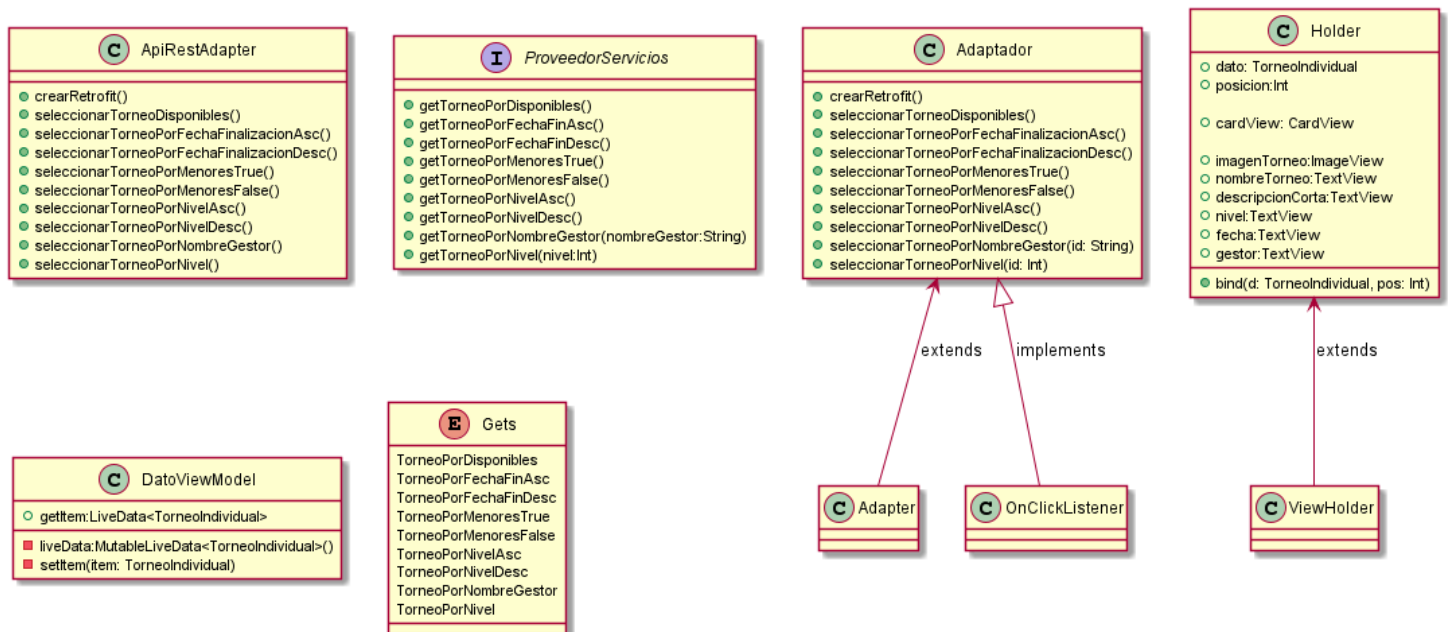 C ApiRestAdapter
crearRetrofit()
seleccionarTorneoDisponibles()
seleccionarTorneoPorFechaFinalizacionAsc()
seleccionarTorneoPorFechaFinalizacionDesc()
seleccionarTorneoPorMenoresTrue()
seleccionarTorneoPorMenoresFalse()
seleccionarTorneoPorNivelAsc()
seleccionarTorneoPorNivelDesc()
seleccionarTorneoPorNombreGestor()
seleccionarTorneoPorNivel()
I ProveedorServicios
getTorneoPorDisponibles()
getTorneoPorFechaFinAsc()
getTorneoPorFechaFinDesc()
getTorneoPorMenoresTrue()
getTorneoPorMenoresFalse()
getTorneoPorNivelAsc()
getTorneoPorNivelDesc()
getTorneoPorNombreGestor(nombreGestor:String)
getTorneoPorNivel(nivel:Int)
C Adaptador
crearRetrofit()
seleccionarTorneoDisponibles()
seleccionarTorneoPorFechaFinalizacionAsc()
seleccionarTorneoPorFechaFinalizacionDesc()
seleccionarTorneoPorMenoresTrue()
seleccionarTorneoPorMenoresFalse()
seleccionarTorneoPorNivelAsc()
seleccionarTorneoPorNivelDesc()
seleccionarTorneoPorNombreGestor(id: String)
seleccionarTorneoPorNivel(id: Int)
C Holder
dato: TorneoIndividual
posicion:Int
cardView: CardView
imagenTorneo:ImageView
nombreTorneo:TextView
descripcionCorta:TextView
nivel:TextView
fecha:TextView
gestor:TextView
bind(d: TorneoIndividual, pos: Int)
extends
implements
extends
C DatoViewModel
getItem:LiveData<TorneoIndividual>
liveData:MutableLiveData<TorneoIndividual>()
setItem(item: TorneoIndividual)
E Gets
TorneoPorDisponibles
TorneoPorFechaFinAsc
TorneoPorFechaFinDesc
TorneoPorMenoresTrue
TorneoPorMenoresFalse
TorneoPorNivelAsc
TorneoPorNivelDesc
TorneoPorNombreGestor
TorneoPorNivel
C Adapter
C OnClickListener
C ViewHolder